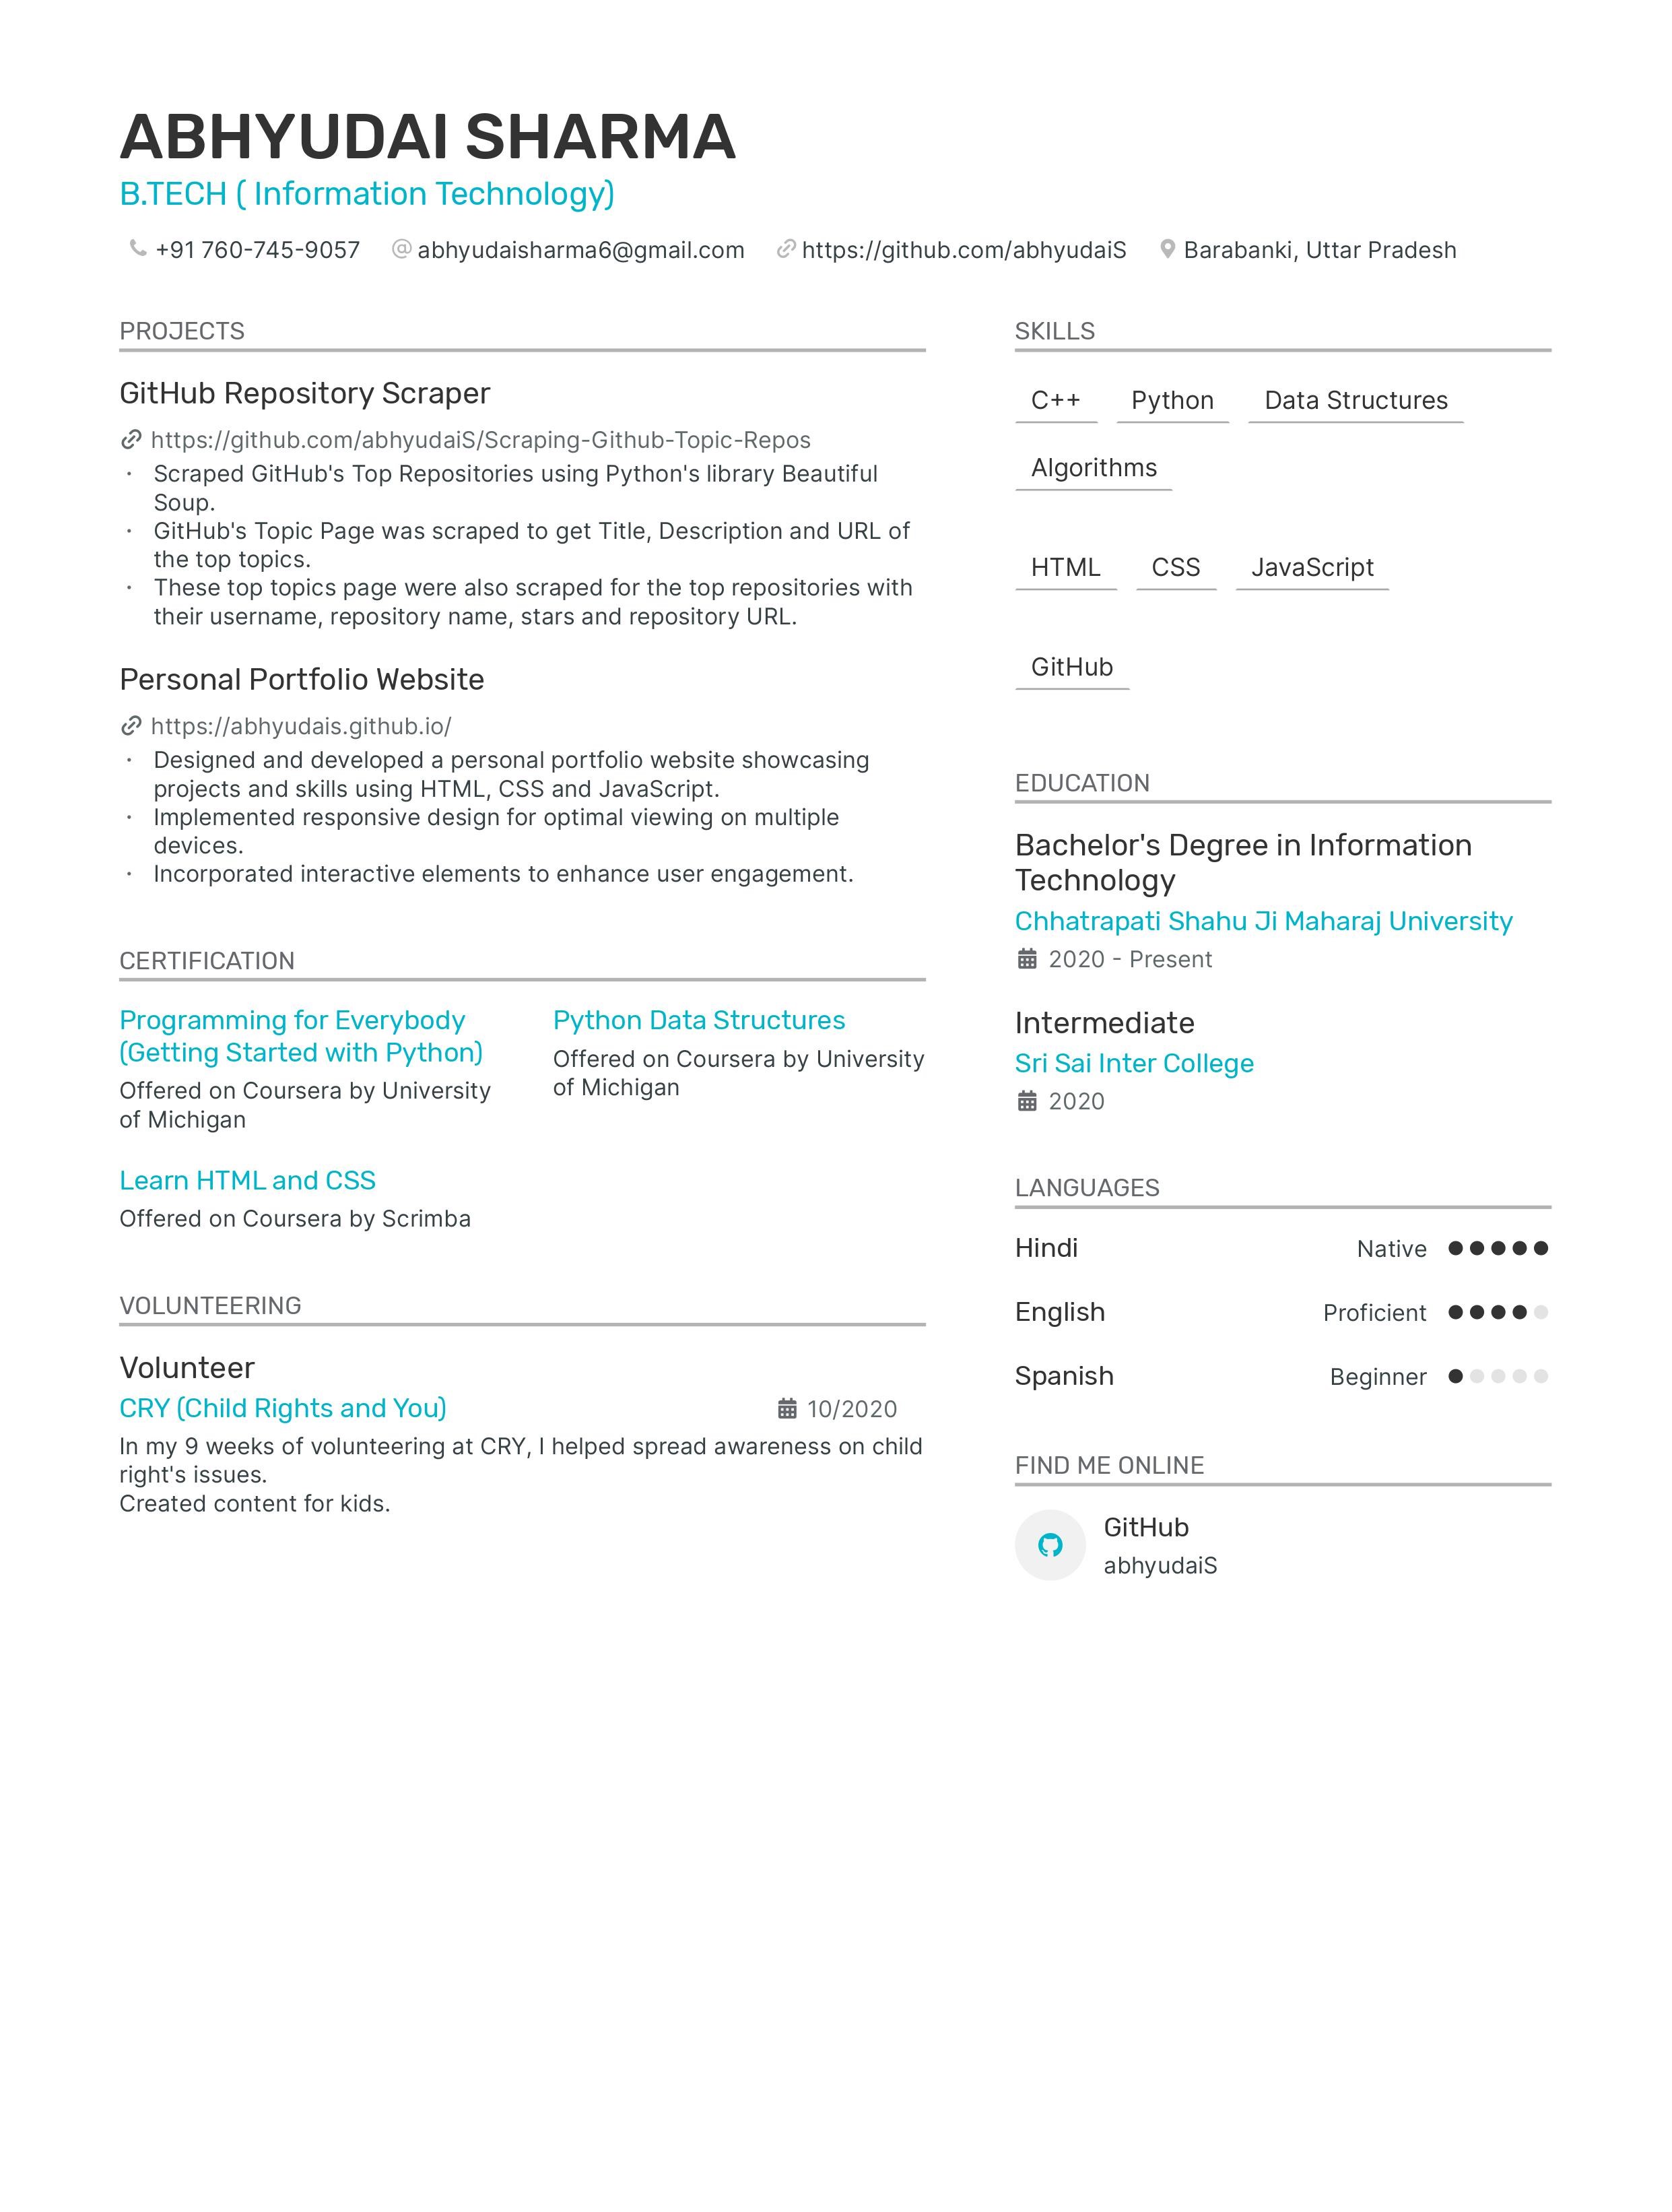 ABHYUDAI SHARMA
B.TECH ( Information Technology)
+91 760-745-9057 abhyudaisharma6@gmail.com https://github.com/abhyudaiS Barabanki, Uttar Pradesh
PROJECTS
GitHub Repository Scraper
https://github.com/abhyudaiS/Scraping-Github-Topic-Repos
· Scraped GitHub's Top Repositories using Python's library Beautiful
Soup.
· GitHub's Topic Page was scraped to get Title, Description and URL of
the top topics.
· These top topics page were also scraped for the top repositories with
their username, repository name, stars and repository URL.
Personal Portfolio Website
https://abhyudais.github.io/
· Designed and developed a personal portfolio website showcasing
projects and skills using HTML, CSS and JavaScript.
· Implemented responsive design for optimal viewing on multiple
devices.
· Incorporated interactive elements to enhance user engagement.
CERTIFICATION
Programming for Everybody
(Getting Started with Python)
Offered on Coursera by University
of Michigan
Python Data Structures
Offered on Coursera by University
of Michigan
Learn HTML and CSS
Offered on Coursera by Scrimba
VOLUNTEERING
Volunteer
CRY (Child Rights and You) 10/2020
In my 9 weeks of volunteering at CRY, I helped spread awareness on child
right's issues.
Created content for kids.
SKILLS
C++ Python Data Structures
Algorithms
HTML CSS JavaScript
GitHub
EDUCATION
Bachelor's Degree in Information
Technology
Chhatrapati Shahu Ji Maharaj University
2020 - Present
Intermediate
Sri Sai Inter College
2020
LANGUAGES
Hindi Native
English Proficient
Spanish Beginner
FIND ME ONLINE
GitHub
abhyudaiS